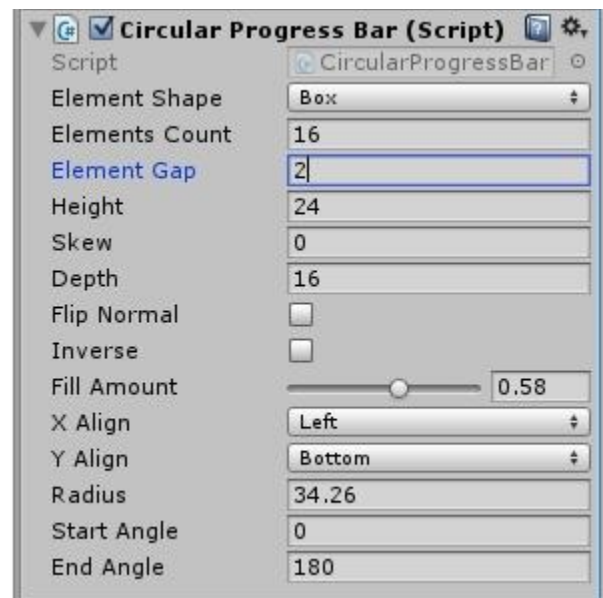 Circular Progress Bar (Script)
Script CircularProgressBar
Element Shape Box
Elements Count 16
Element Gap 2
Height 24
Skew 0
Depth 16
Flip Normal
Inverse
Fill Amount 0.58
X Align Left
Y Align Bottom
Radius 34.26
Start Angle 0
End Angle 180